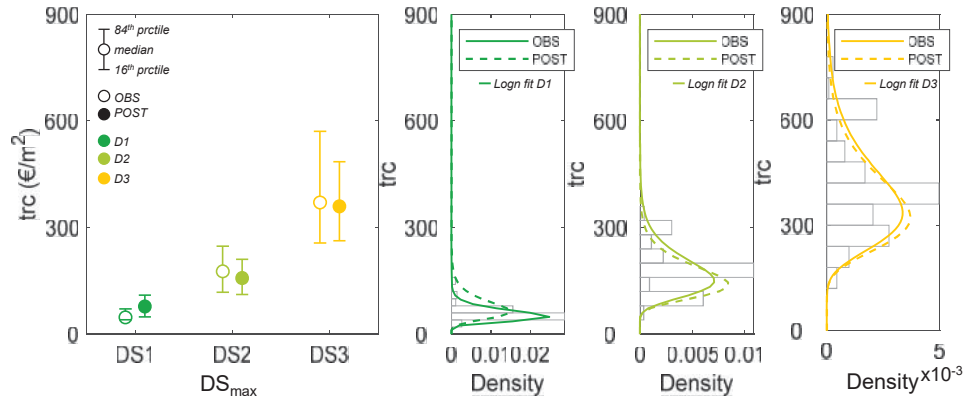 900
600
300
0
trc (€/m²)
84th prctile
median
16th prctile
OBS
POST
D1
D2
D3
DS1
DS2
DS3
DSmax
900
600
300
0
trc
OBS
POST
Logn fit D1
0
0.01
0.02
Density
900
600
300
0
trc
OBS
POST
Logn fit D2
0
0.005
0.01
Density
900
600
300
0
trc
OBS
POST
Logn fit D3
0
5
Density x10-3